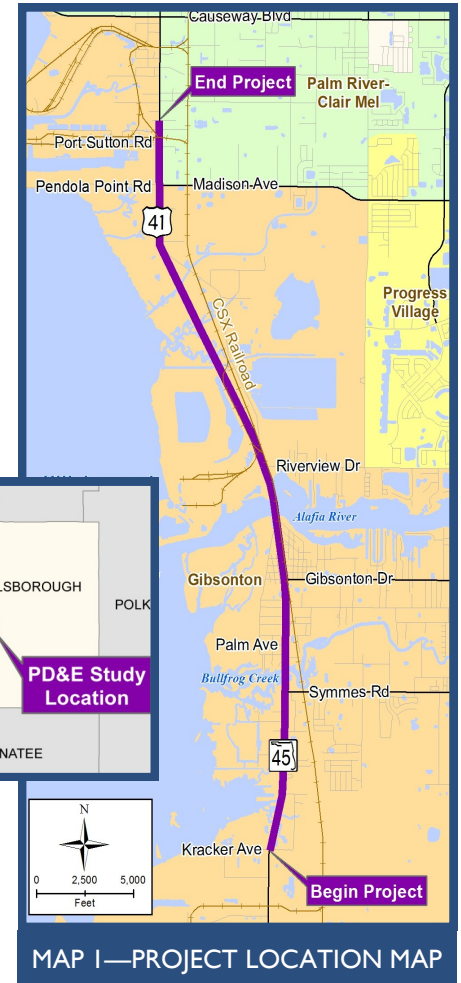 Causeway Blvd
End Project
Palm River-
Clair Mel
Port Sutton Rd
Pendola Point Rd
Madison Ave
41
Progress
Village
CSX Railroad
Riverview Dr
Alafia River
LSBOROUGH
Gibsonton
Gibsonton Dr
POLK
Palm Ave
PD&E Study
Location
Bullfrog Creek
Symmes Rd
NATEE
45
N
0 2,500 5,000
Feet
Kracker Ave
Begin Project
MAP 1—PROJECT LOCATION MAP